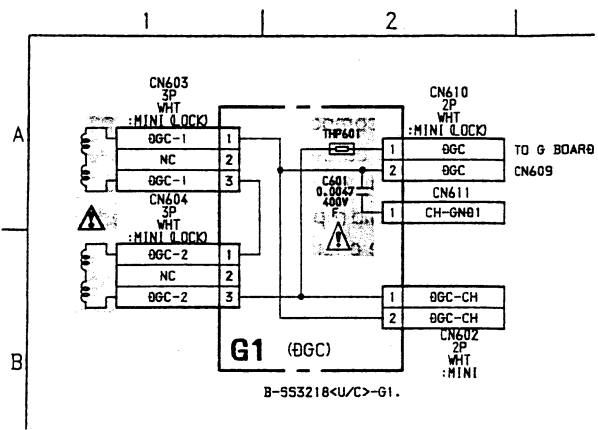 1 2
A
B
CN603
3P
WHT
:MINI (LOCK)
DGC-1 1
NC 2
DGC-1 3
CN604
3P
WHT
:MINI (LOCK)
DGC-2 1
NC 2
DGC-2 3
THP601
C601
0.0047
400V
F
CN610
2P
WHT
:MINI (LOCK)
1 DGC
2 DGC
TO G BOARD
CN609
CN611
1 CH-GND1
1 DGC-CH
2 DGC-CH
CN602
2P
WHT
:MINI
G1 (DGC)
B-SS3218<U/C>-G1.